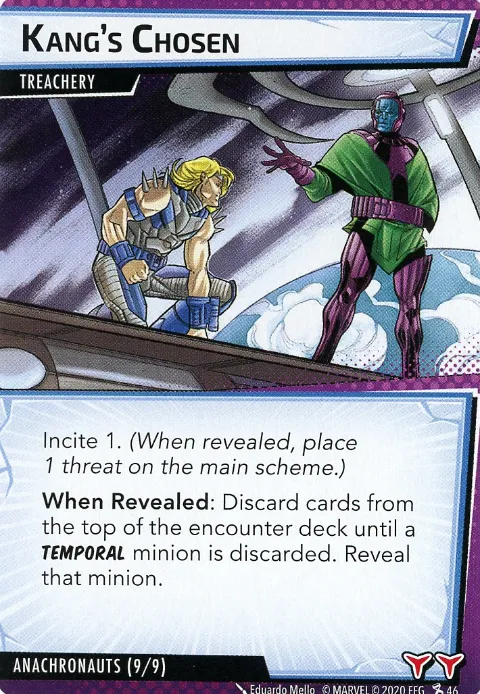 KANG'S CHOSEN
TREACHERY
Incite 1. (When revealed, place
1 threat on the main scheme.)
When Revealed: Discard cards from
the top of the encounter deck until a
TEMPORAL minion is discarded. Reveal
that minion.
ANACHRONAUTS (9/9)
Eduardo Mello © MARVEL © 2020 FFG 46